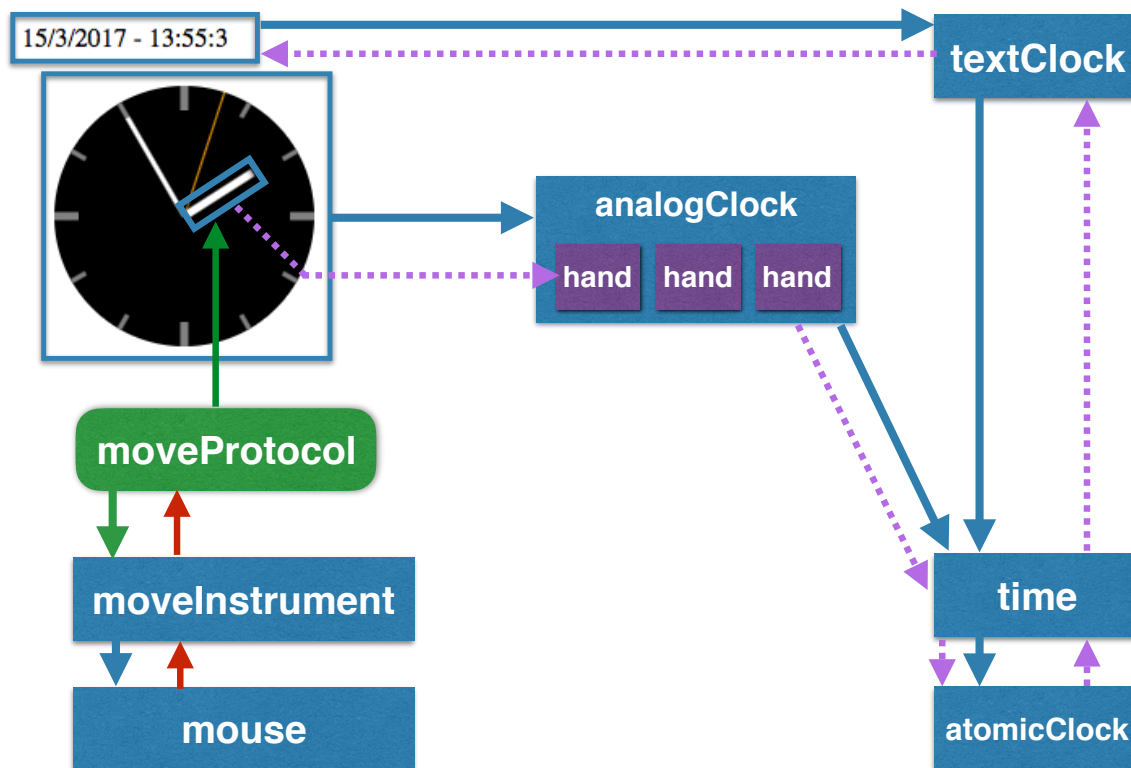 15/3/2017 - 13:55:3
textClock
analogClock
hand hand hand
moveProtocol
moveInstrument
time
mouse
atomicClock